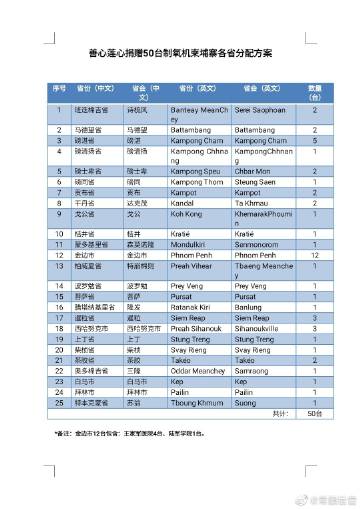 善心莲心捐赠50台制氧机柬埔寨各省分配方案
序号 省份（中文） 省会（中文） 省份（英文） 省会（英文） 数量（台）
1 班迭棉吉省 诗梳风 Banteay MeanChey Serei Saophoan 2
2 马德望省 马德望 Battambang Battambang 2
3 磅湛省 磅湛 Kampong Cham Kampong Cham 5
4 磅清扬省 磅清扬 Kampong Chhnang KampongChhnang 1
5 磅士卑省 磅士卑 Kampong Speu Chbar Mon 2
6 磅同省 磅同 Kampong Thom Steung Saen 1
7 贡布省 贡布 Kampot Kampot 2
8 干丹省 达克茂 Kandal Ta Khmau 2
9 戈公省 戈公 Koh Kong KhemarakPhoumin 1
10 桔井省 桔井 Kratié Kratié 1
11 蒙多基里省 森莫诺隆 Mondulkiri Senmonorom 1
12 金边市 金边市 Phnom Penh Phnom Penh 12
13 柏威夏省 特崩棉则 Preah Vihear Tbaeng Meanchey 1
14 波罗勉省 波罗勉 Prey Veng Prey Veng 1
15 菩萨省 菩萨 Pursat Pursat 1
16 腊塔纳基里省 隆发 Ratanak Kiri Banlung 1
17 暹粒省 暹粒 Siem Reap Siem Reap 3
18 西哈努克市 西哈努克市 Preah Sihanouk Sihanoukville 3
19 上丁省 上丁 Stung Treng Stung Treng 1
20 柴桢省 柴桢 Svay Rieng Svay Rieng 1
21 茶胶省 茶胶 Takéo Takéo 2
22 奥多棉吉省 三隆 Oddar Meanchey Samraong 1
23 白马市 白马市 Kep Kep 1
24 拜林市 拜林市 Pailin Pailin 1
25 特本克蒙省 苏翁 Tboung Khmum Suong 1
共计： 50台
*备注：金边市12台包含：王家军医院4台、陆军学院1台。